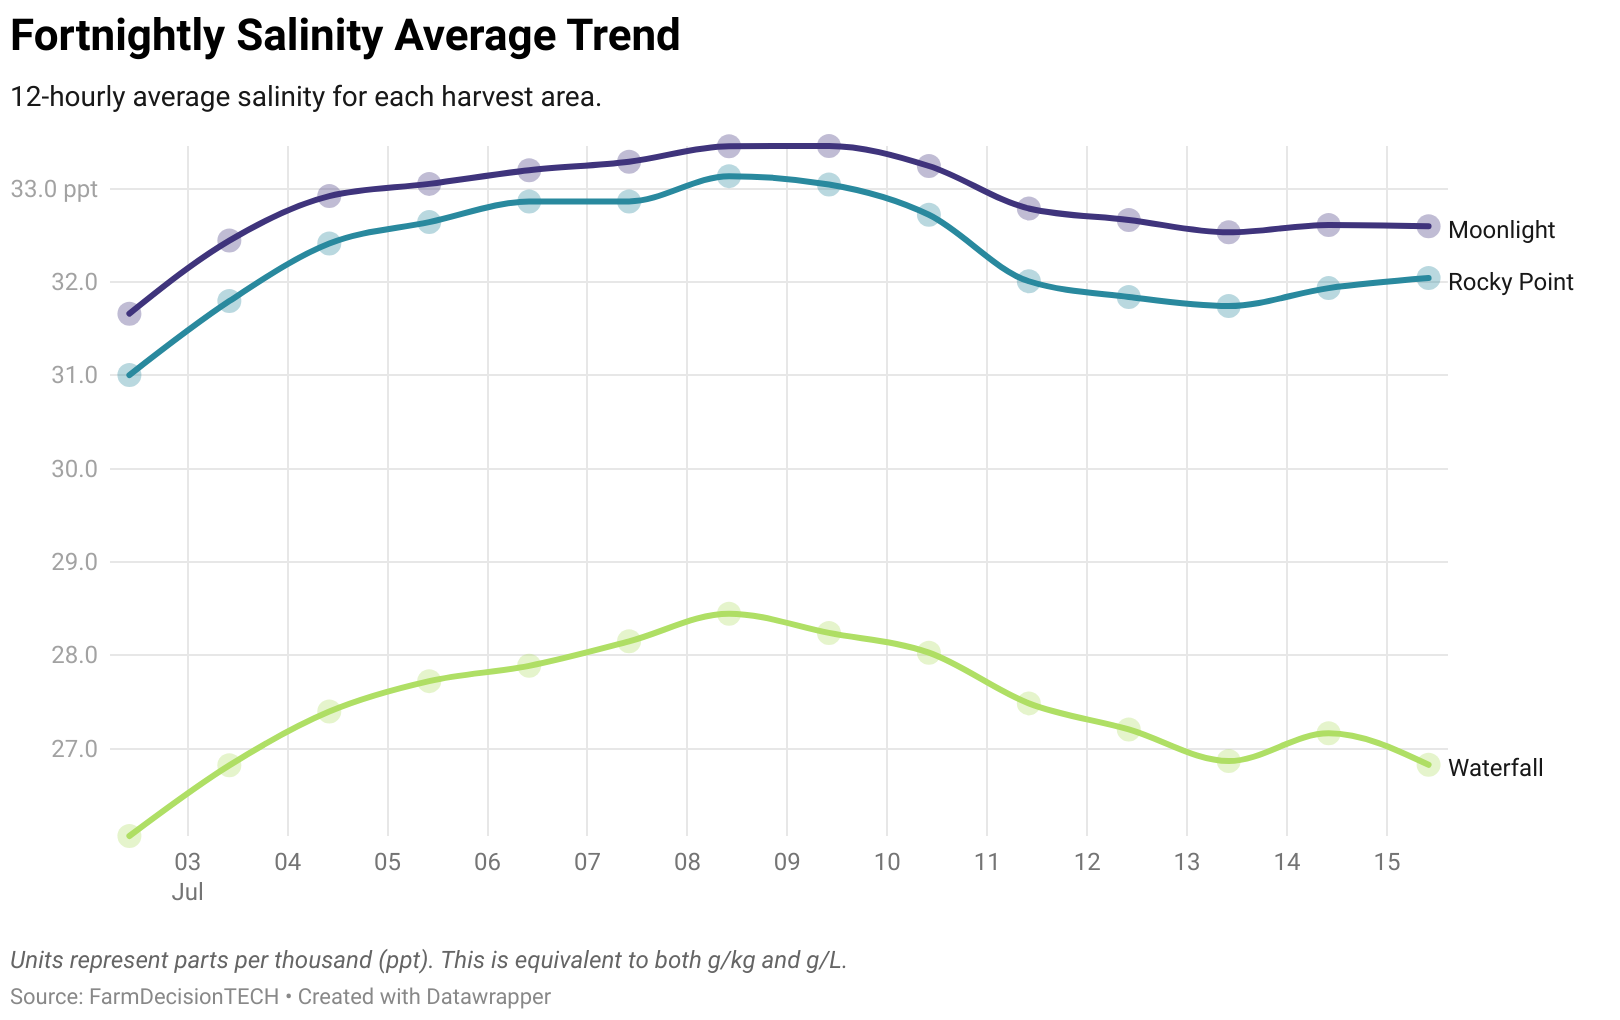 Fortnightly Salinity Average Trend
12-hourly average salinity for each harvest area.
33.0 ppt
32.0
31.0
30.0
29.0
28.0
27.0
Moonlight
Rocky Point
Waterfall
03 04 05 06 07 08 09 10 11 12 13 14 15
Jul
Units represent parts per thousand (ppt). This is equivalent to both g/kg and g/L.
Source: FarmDecisionTECH • Created with Datawrapper